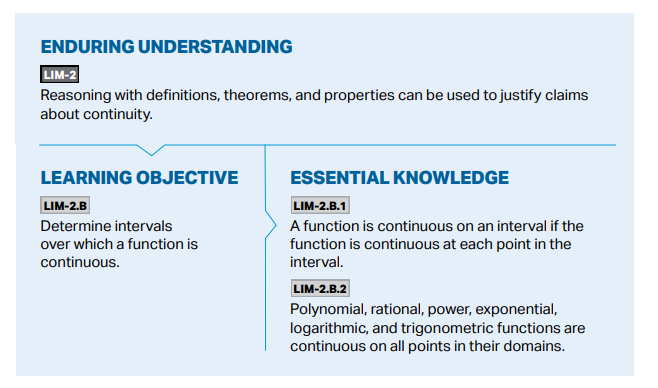 ENDURING UNDERSTANDING
LIM-2
Reasoning with definitions, theorems, and properties can be used to justify claims
about continuity.
LEARNING OBJECTIVE
LIM-2.B
Determine intervals
over which a function is
continuous.
ESSENTIAL KNOWLEDGE
LIM-2.B.1
A function is continuous on an interval if the
function is continuous at each point in the
interval.
LIM-2.B.2
Polynomial, rational, power, exponential,
logarithmic, and trigonometric functions are
continuous on all points in their domains.